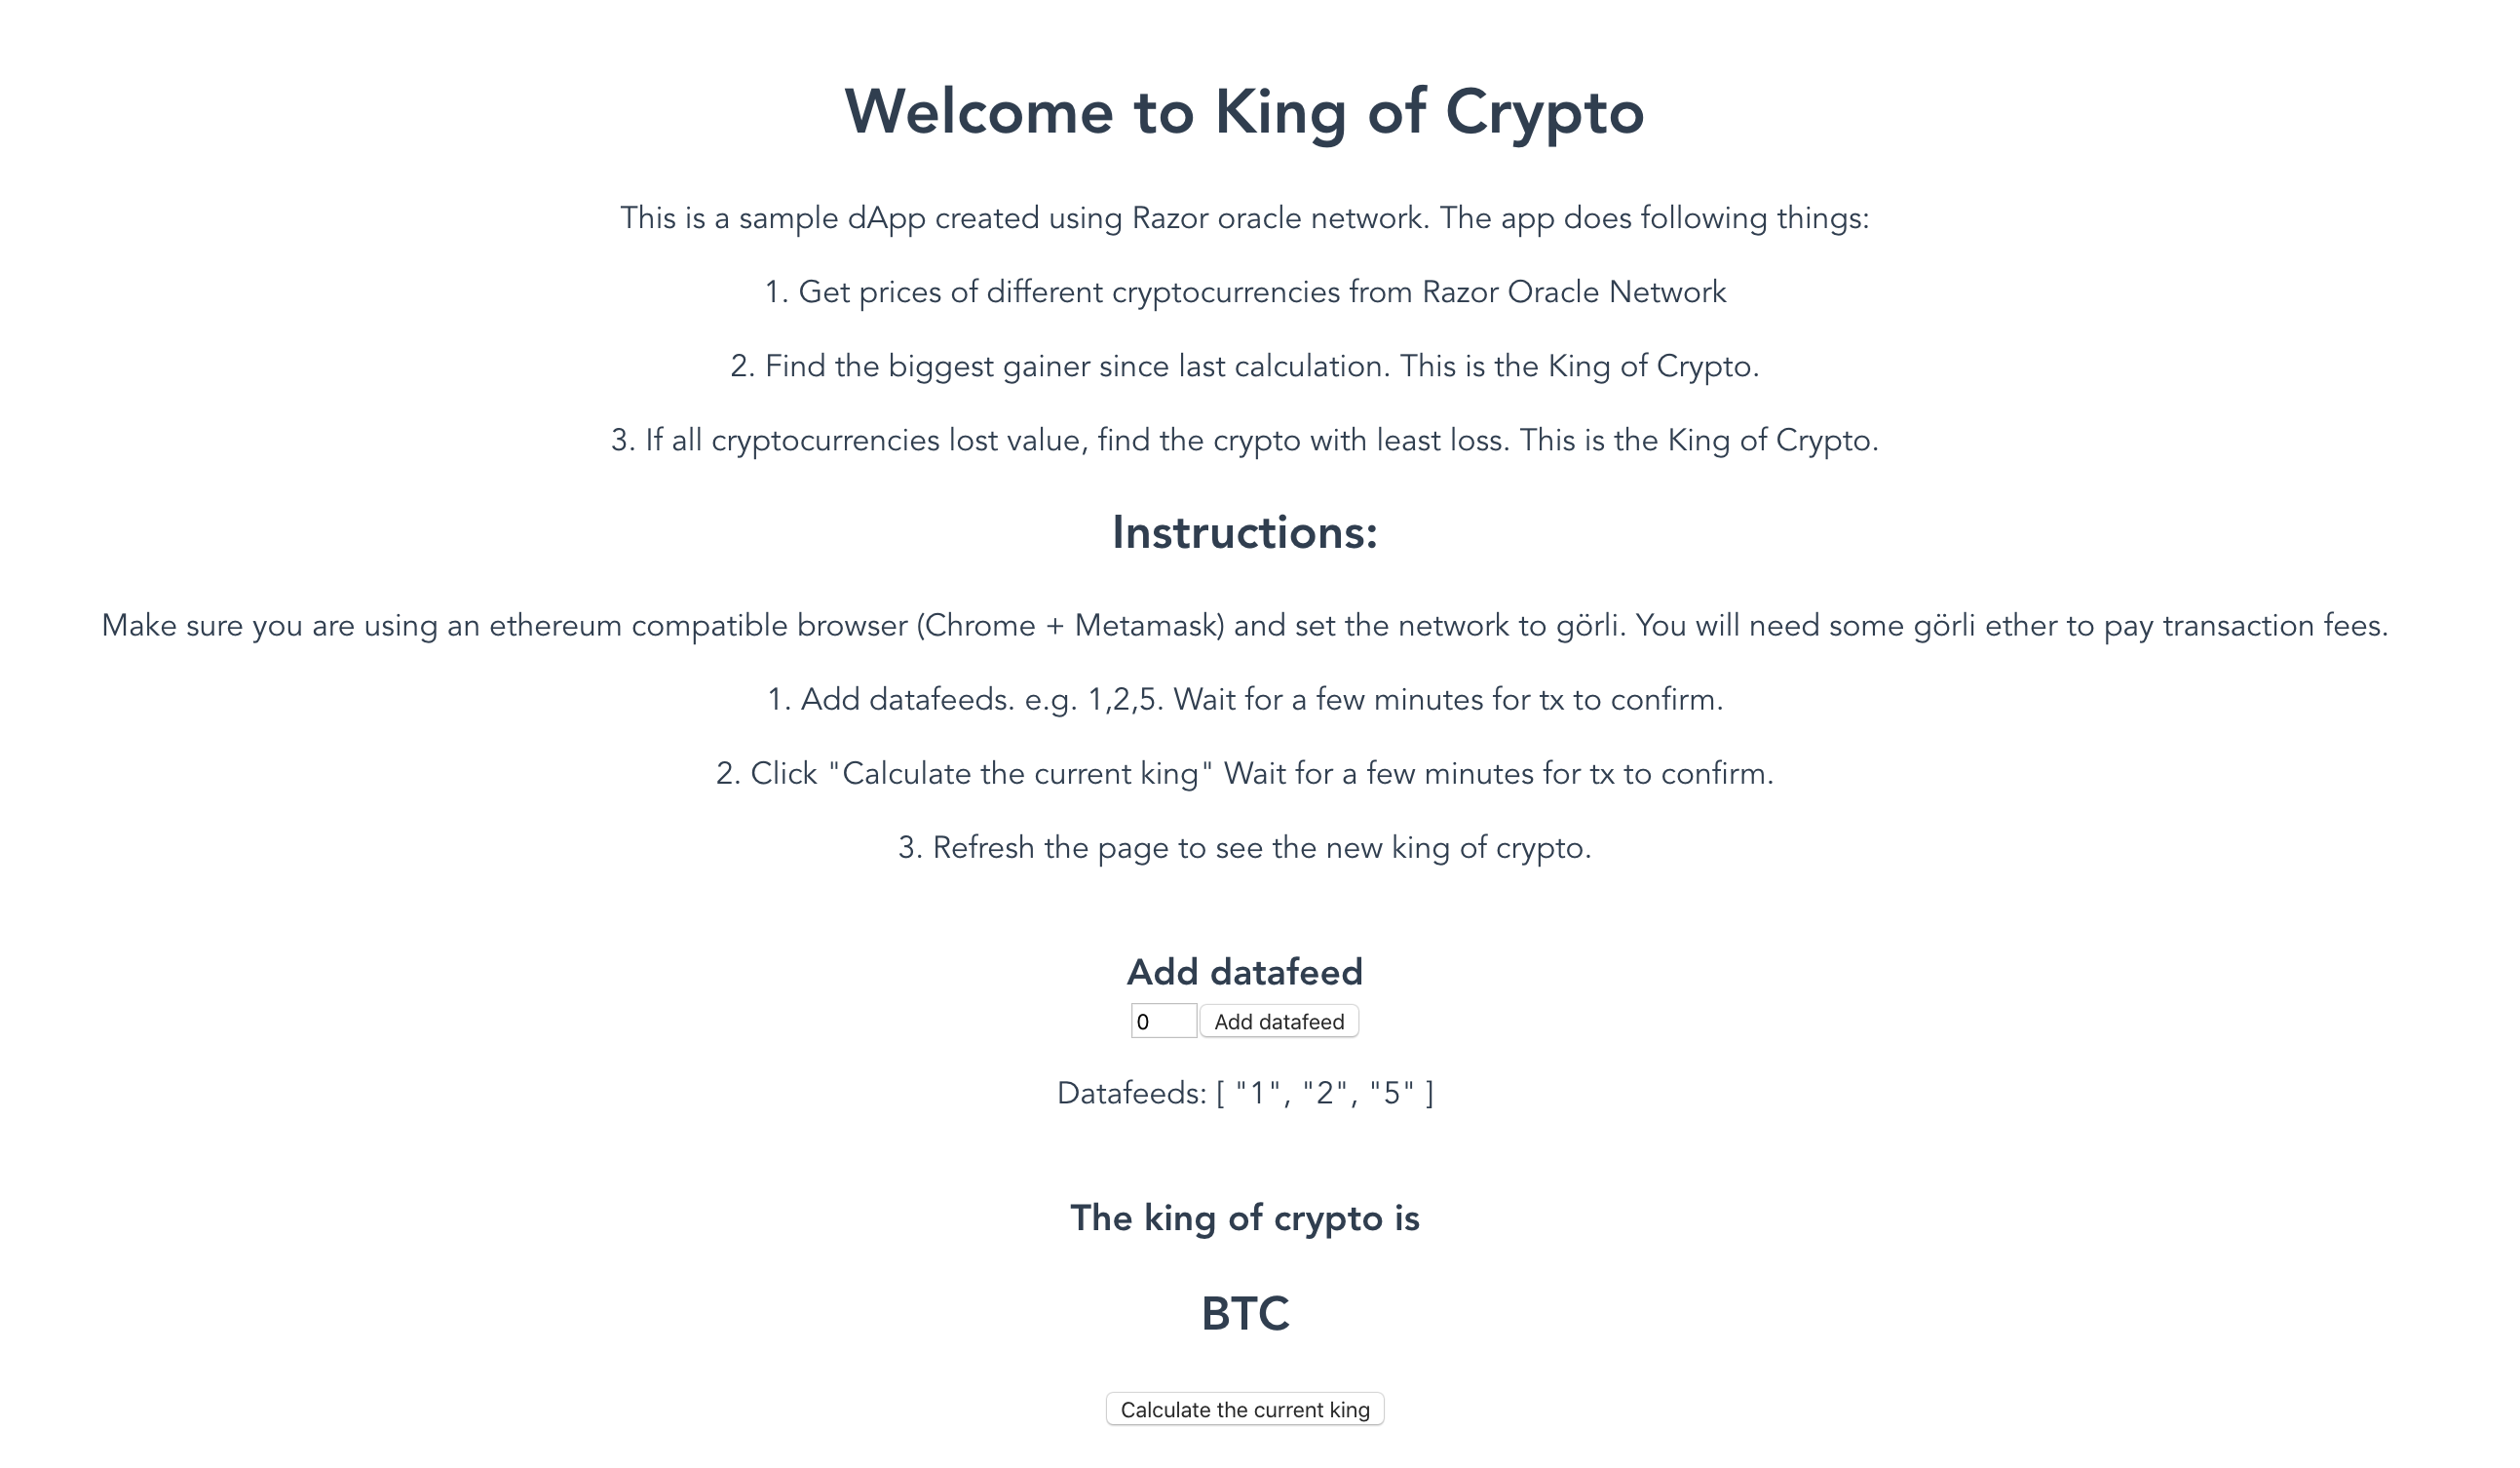 Welcome to King of Crypto
This is a sample dApp created using Razor oracle network. The app does following things:
1. Get prices of different cryptocurrencies from Razor Oracle Network
2. Find the biggest gainer since last calculation. This is the King of Crypto.
3. If all cryptocurrencies lost value, find the crypto with least loss. This is the King of Crypto.
Instructions:
Make sure you are using an ethereum compatible browser (Chrome + Metamask) and set the network to görli. You will need some görli ether to pay transaction fees.
1. Add datafeeds. e.g. 1,2,5. Wait for a few minutes for tx to confirm.
2. Click "Calculate the current king" Wait for a few minutes for tx to confirm.
3. Refresh the page to see the new king of crypto.
Add datafeed
0 Add datafeed
Datafeeds: [ "1", "2", "5" ]
The king of crypto is
BTC
Calculate the current king